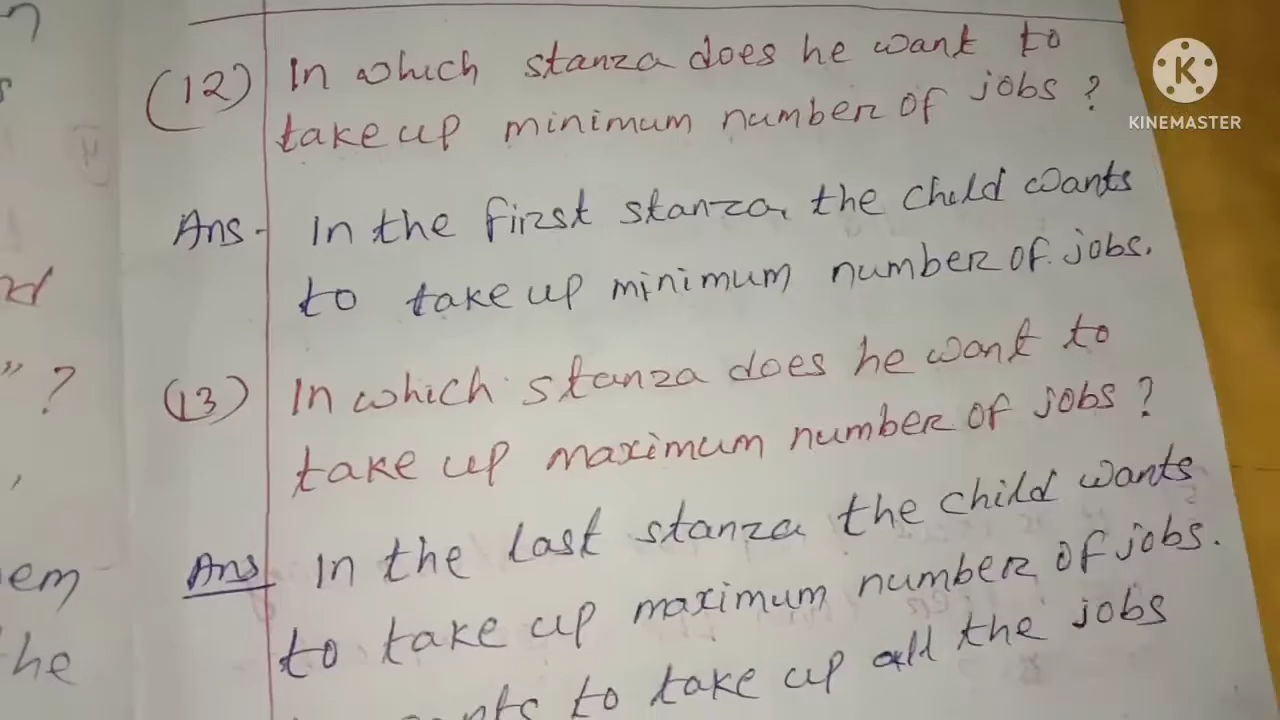 (12) In which stanza does he want to
take up minimum number of jobs ?
Ans - In the first stanza, the child wants
to take up minimum number of jobs.
(13) In which stanza does he want to
take up maximum number of jobs ?
Ans In the last stanza the child wants
to take up maximum number of jobs.
to take up all the jobs
" ?
em
he
KINEMASTER